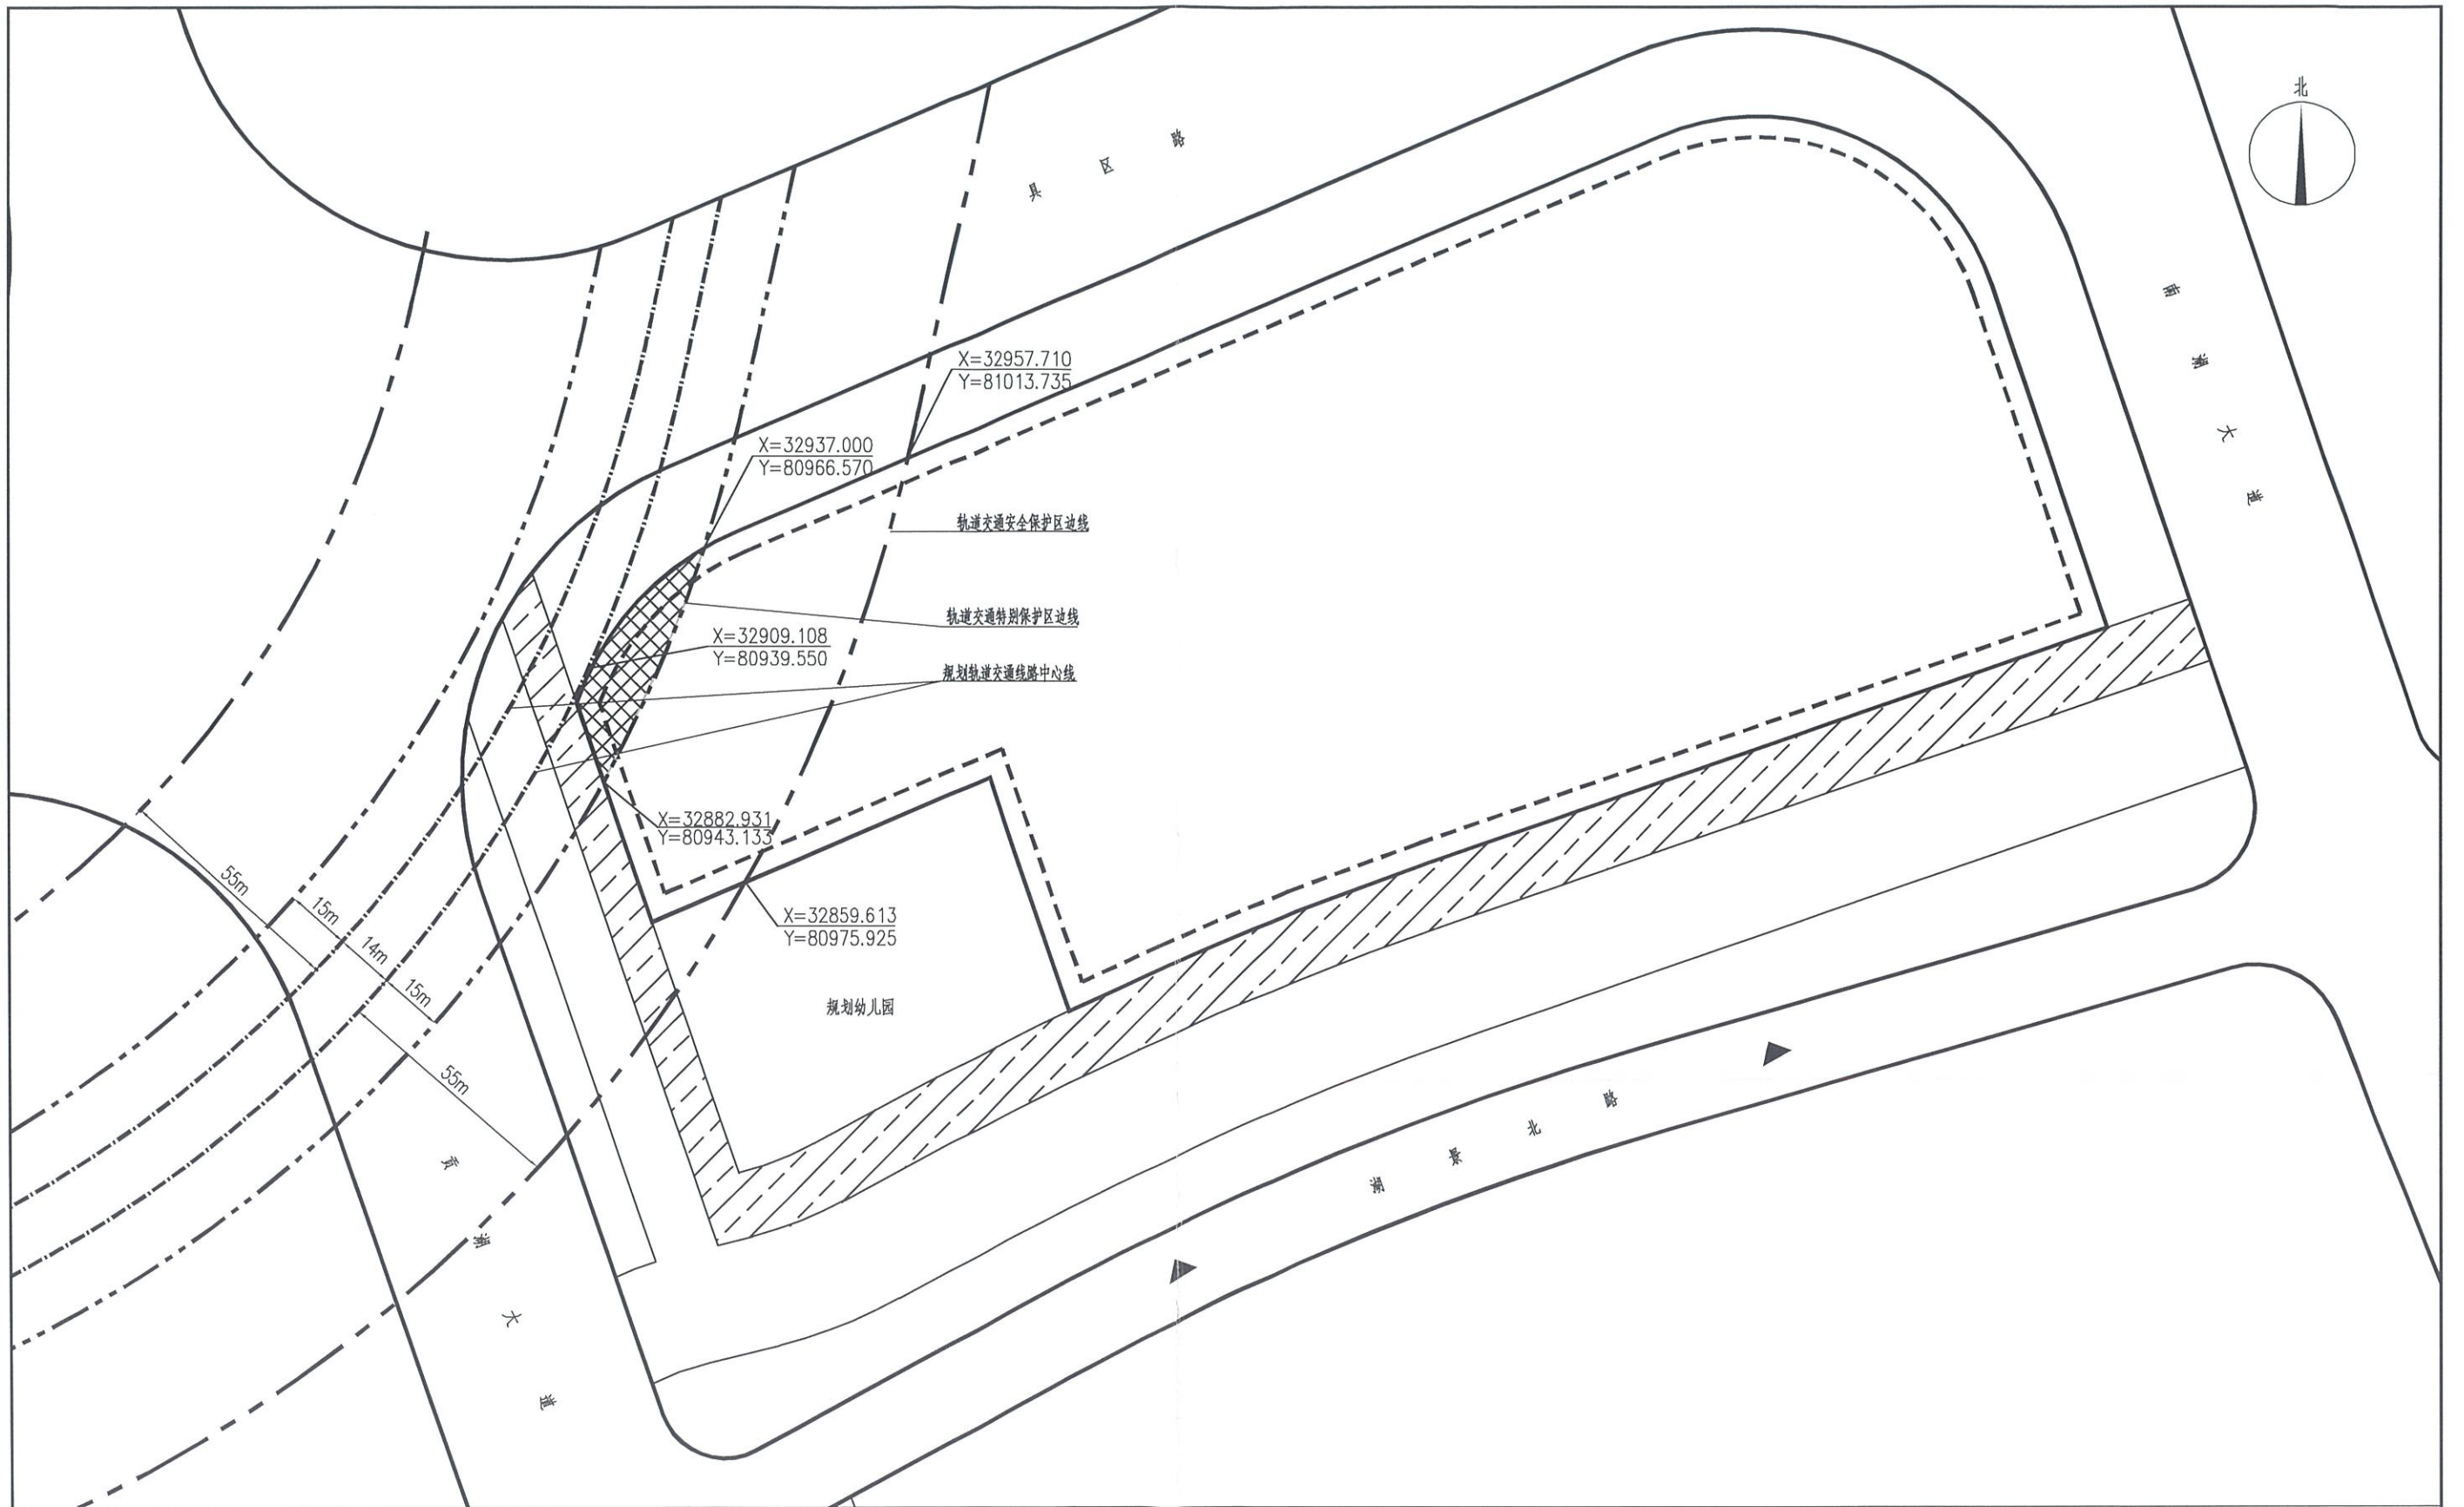 北
具区路
南湖大道
X=32957.710
Y=81013.735
X=32937.000
Y=80966.570
轨道交通安全保护区边线
轨道交通特别保护区边线
X=32909.108
Y=80939.550
规划轨道交通线路中心线
X=32882.931
Y=80943.133
55m
15m
14m
15m
55m
X=32859.613
Y=80975.925
规划幼儿园
湖景北路
贡湖大道